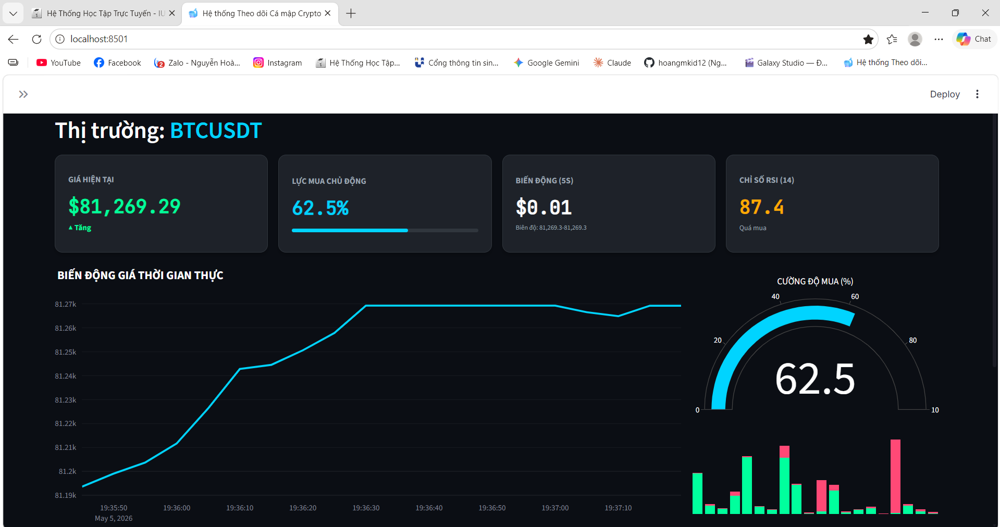 Hệ Thống Học Tập Trực Tuyến - IU
Hệ thống Theo dõi Cá mập Crypto
localhost:8501
Chat
YouTube
Facebook
Zalo - Nguyễn Hoà...
Instagram
Hệ Thống Học Tập...
Cổng thông tin sin...
Google Gemini
Claude
hoangmkid12 (Ng...
Galaxy Studio — Đ...
Hệ thống Theo dõi...
Deploy
Thị trường: BTCUSDT
GIÁ HIỆN TẠI
$81,269.29
▲ Tăng
LỰC MUA CHỦ ĐỘNG
62.5%
BIẾN ĐỘNG (5S)
$0.01
Biên độ: 81,269.3-81,269.3
CHỈ SỐ RSI (14)
87.4
Quá mua
BIẾN ĐỘNG GIÁ THỜI GIAN THỰC
81.27k
81.26k
81.25k
81.24k
81.23k
81.22k
81.21k
81.2k
81.19k
19:35:50
19:36:00
19:36:10
19:36:20
19:36:30
19:36:40
19:36:50
19:37:00
19:37:10
May 5, 2026
CƯỜNG ĐỘ MUA (%)
0
20
40
60
80
10
62.5